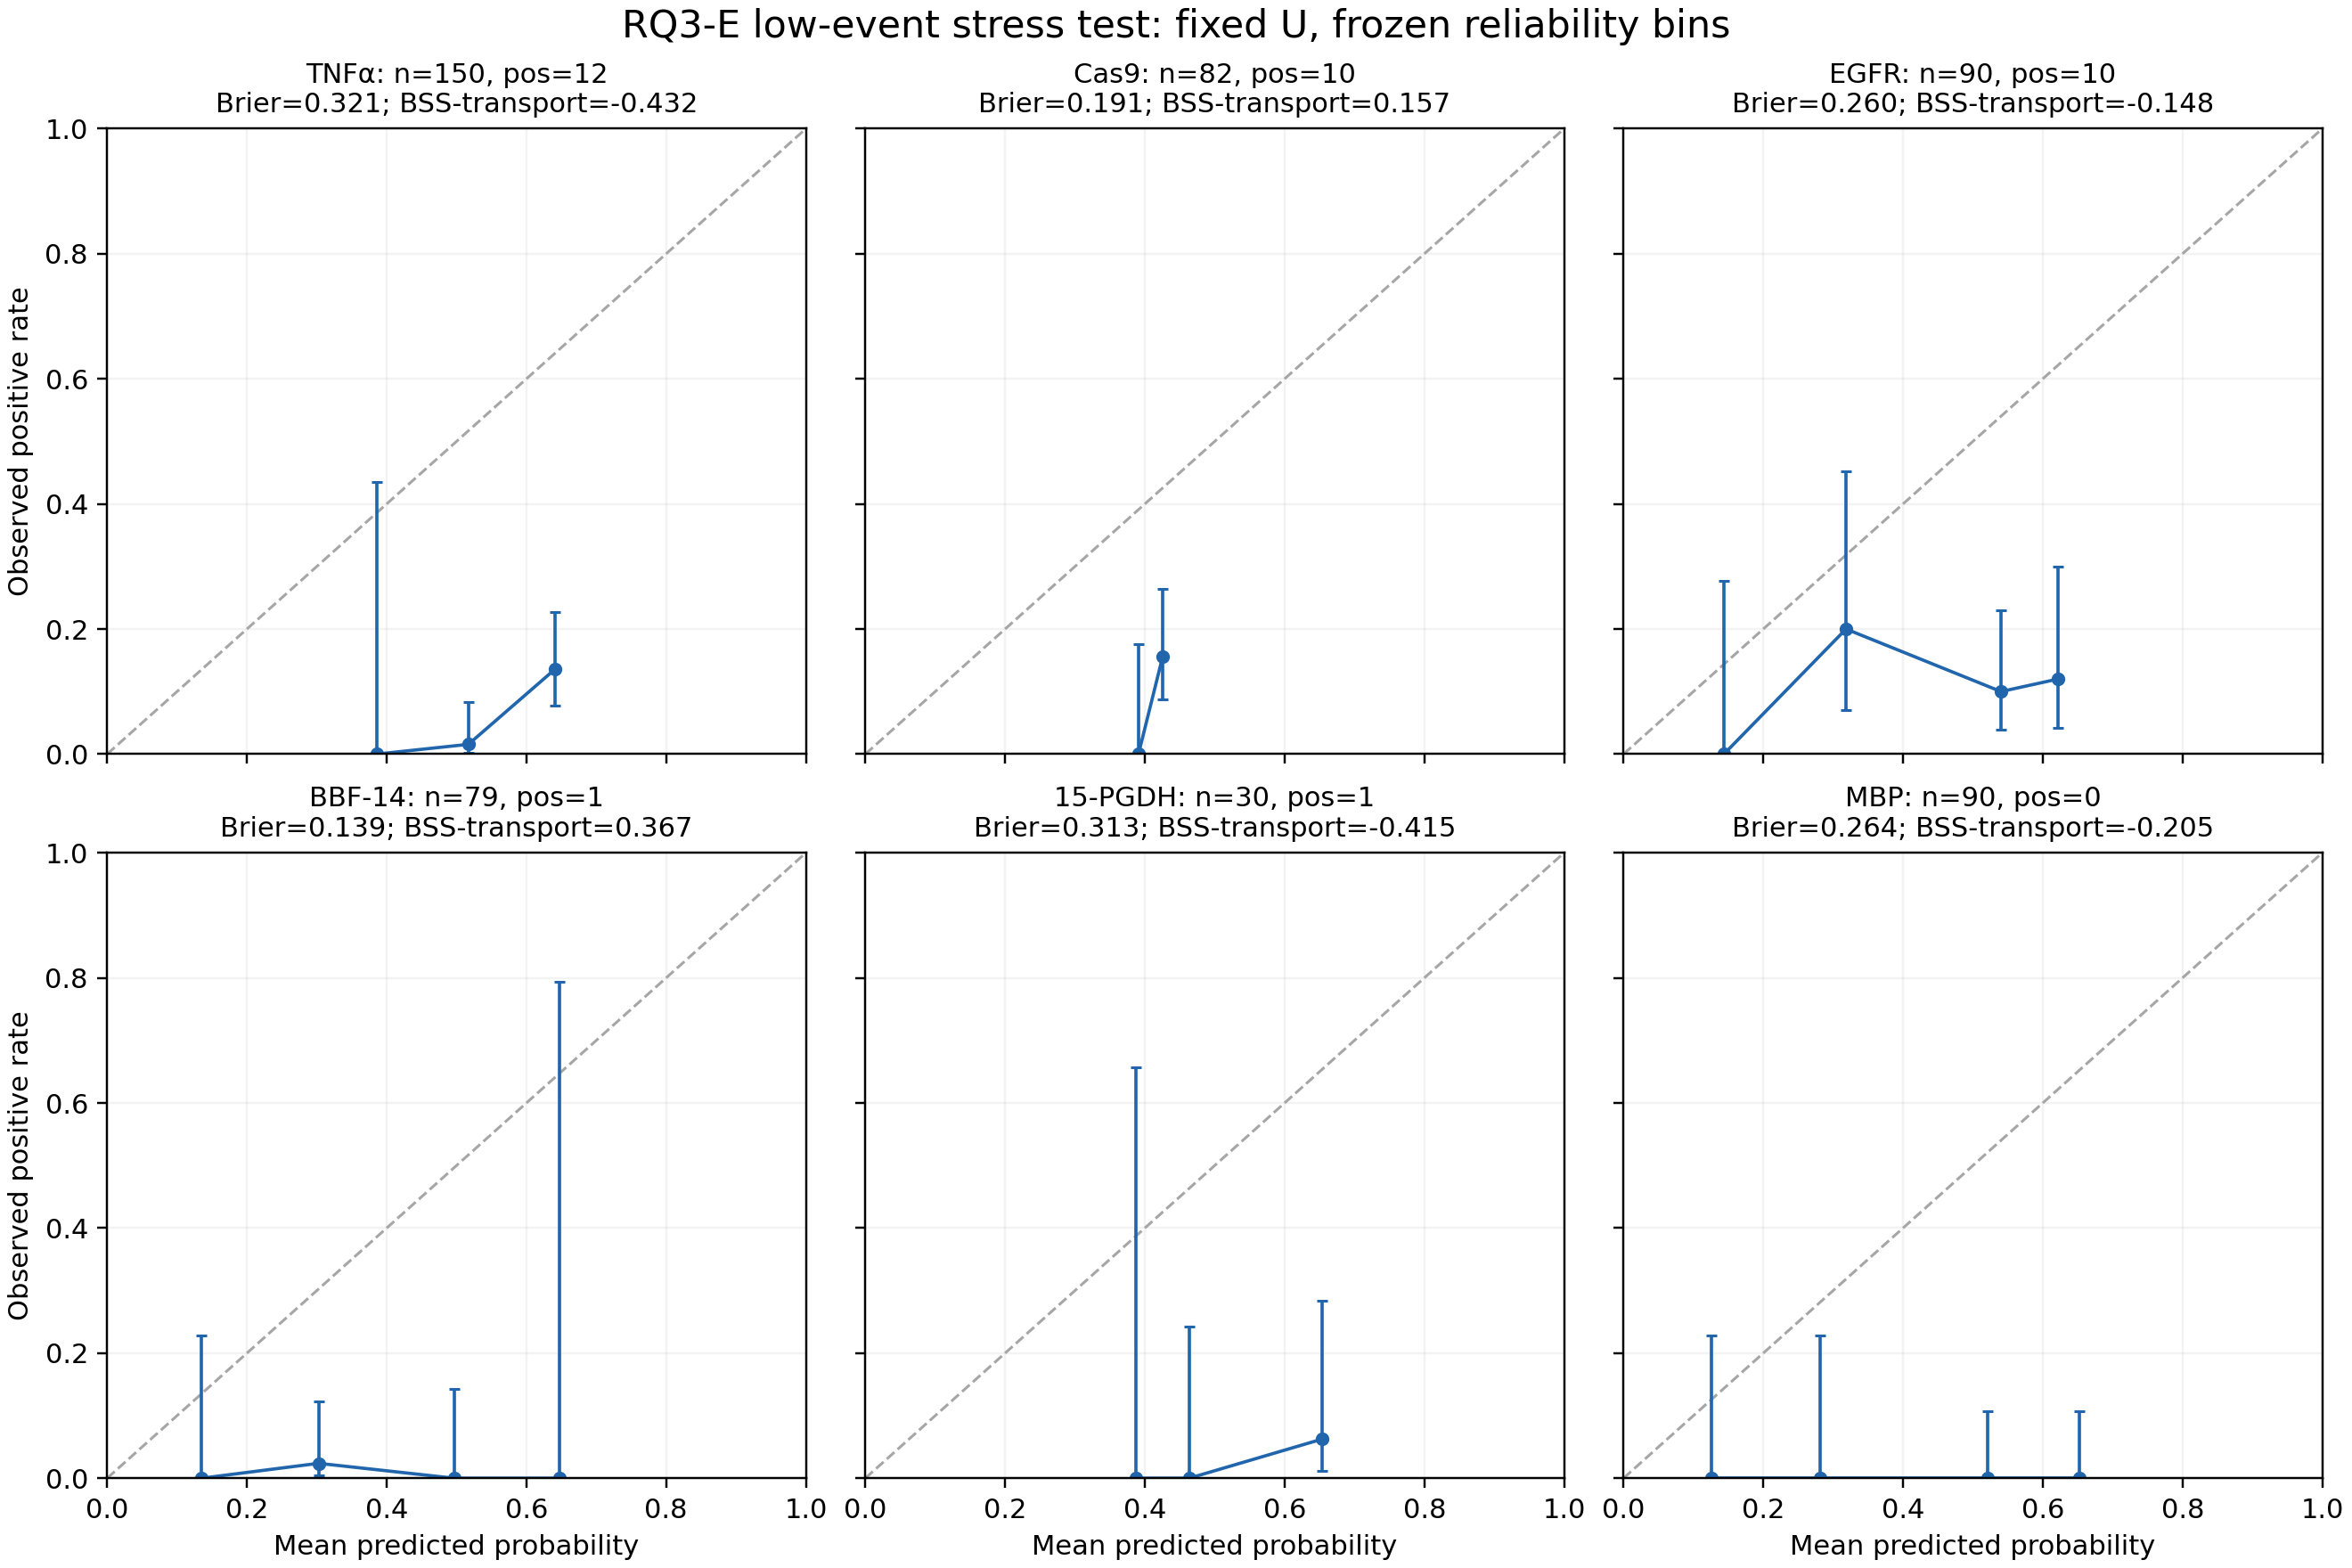 RQ3-E low-event stress test: fixed U, frozen reliability bins
TNFα: n=150, pos=12
Brier=0.321; BSS-transport=-0.432
Cas9: n=82, pos=10
Brier=0.191; BSS-transport=0.157
EGFR: n=90, pos=10
Brier=0.260; BSS-transport=-0.148
Observed positive rate
1.0
0.8
0.6
0.4
0.2
0.0
BBF-14: n=79, pos=1
Brier=0.139; BSS-transport=0.367
15-PGDH: n=30, pos=1
Brier=0.313; BSS-transport=-0.415
MBP: n=90, pos=0
Brier=0.264; BSS-transport=-0.205
Observed positive rate
1.0
0.8
0.6
0.4
0.2
0.0
0.0 0.2 0.4 0.6 0.8 1.0
0.0 0.2 0.4 0.6 0.8 1.0
0.0 0.2 0.4 0.6 0.8 1.0
Mean predicted probability
Mean predicted probability
Mean predicted probability